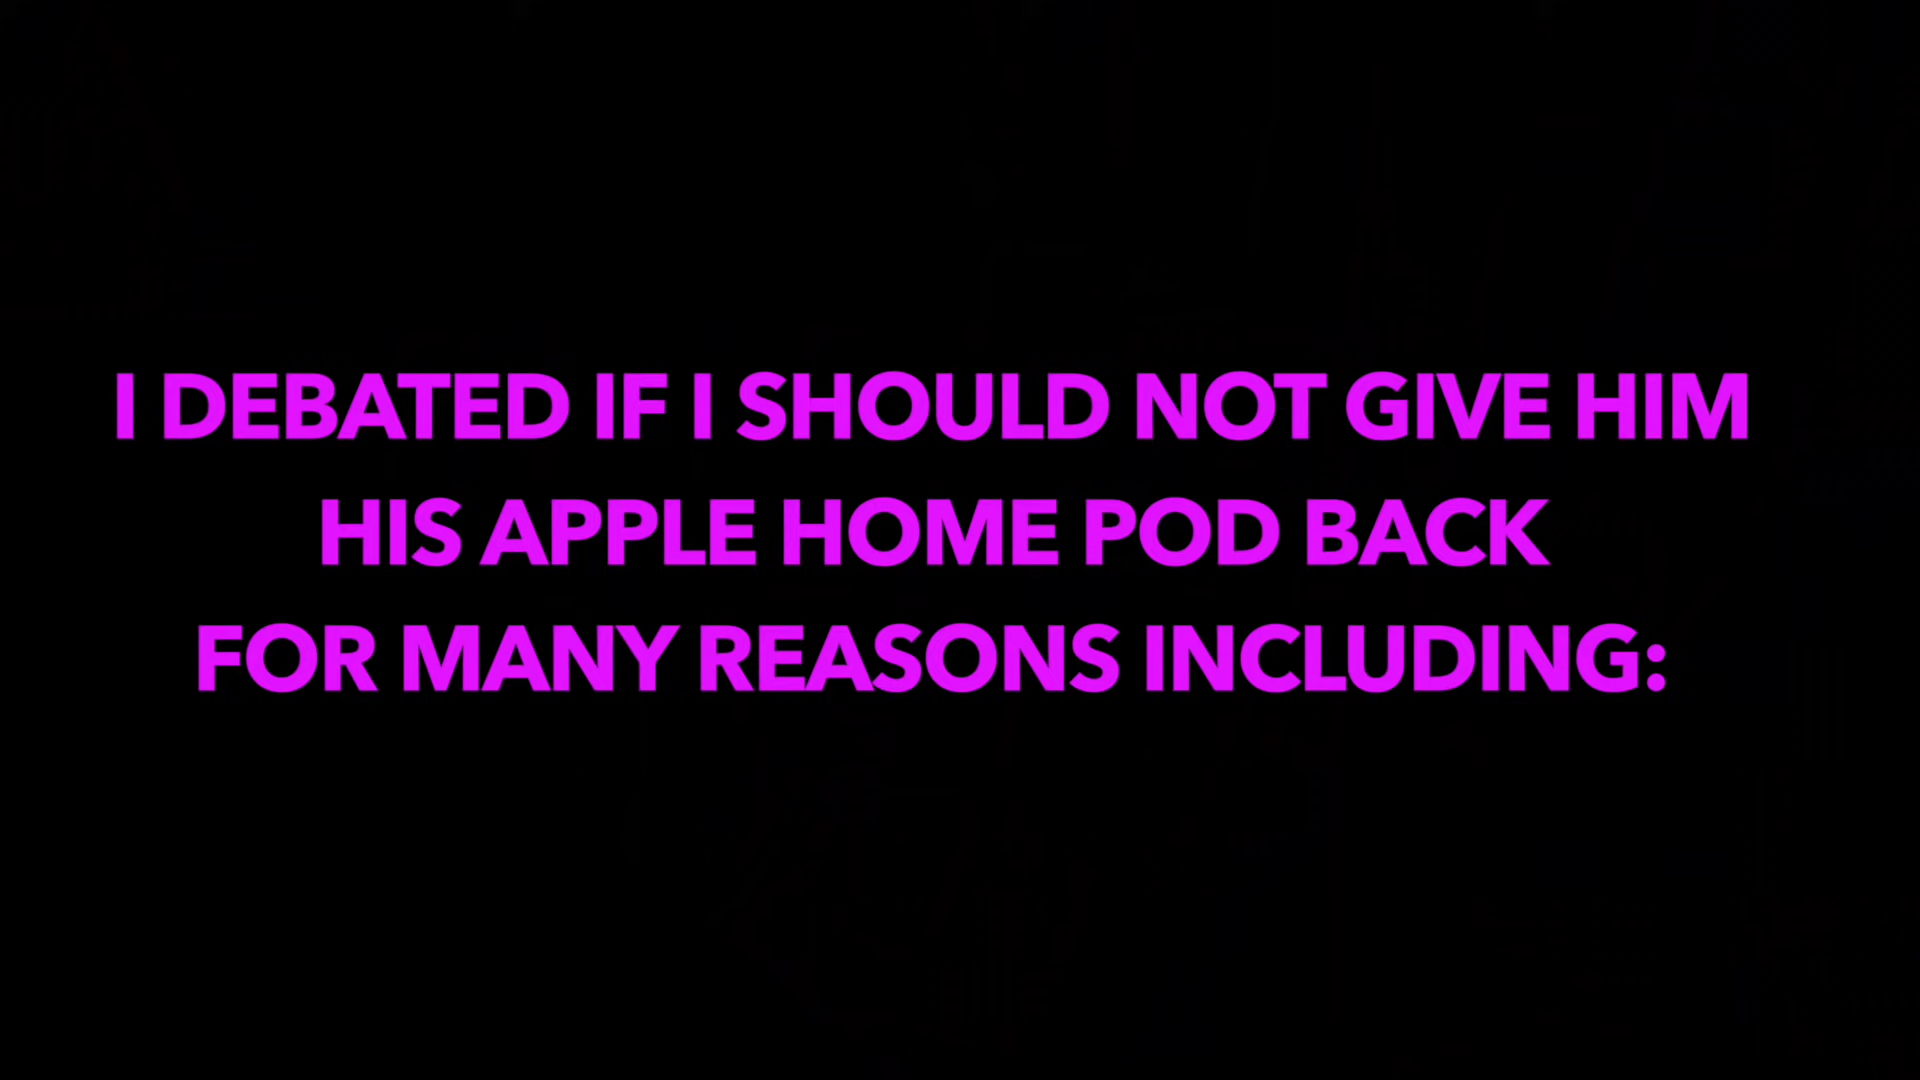 I DEBATED IF I SHOULD NOT GIVE HIM
HIS APPLE HOME POD BACK
FOR MANY REASONS INCLUDING: